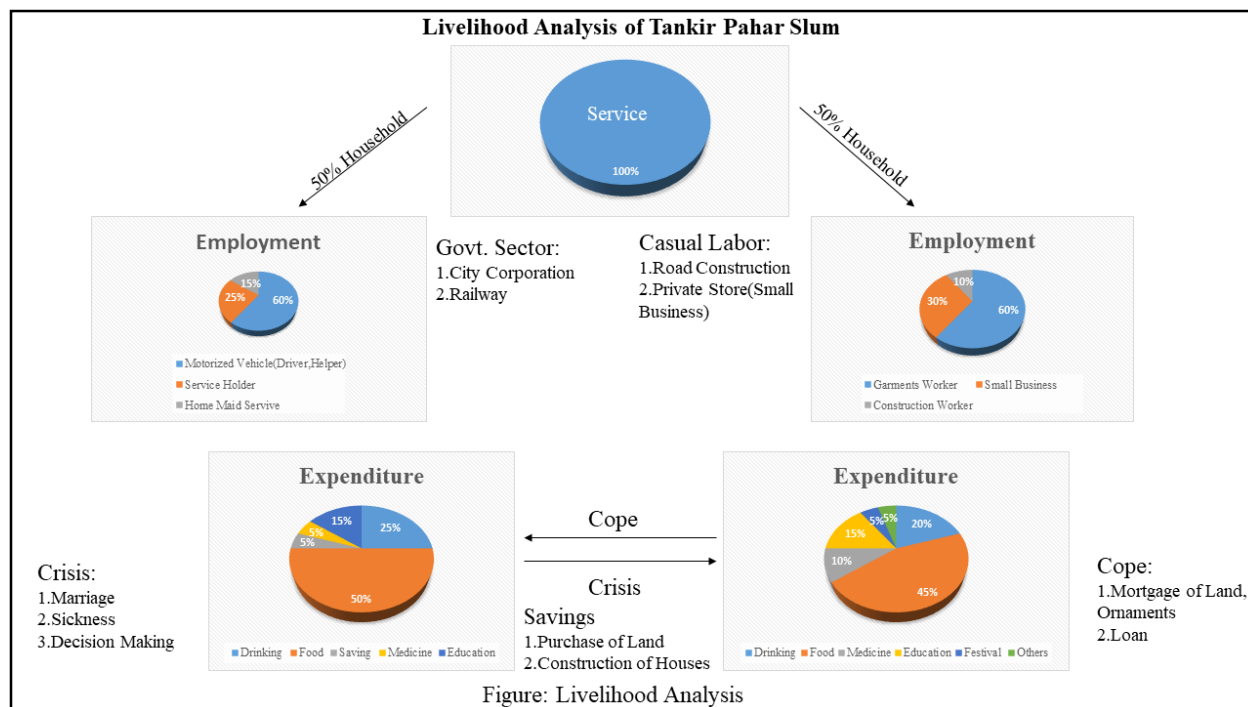 Livelihood Analysis of Tankir Pahar Slum
Service
100%
50% Household
50% Household
Employment
15%
25%
60%
Motorized Vehicle(Driver,Helper)
Service Holder
Home Maid Servive
Govt. Sector:
1.City Corporation
2.Railway
Casual Labor:
1.Road Construction
2.Private Store(Small
Business)
Employment
10%
30%
60%
Garments Worker Small Business
Construction Worker
Crisis:
1.Marriage
2.Sickness
3.Decision Making
Expenditure
15%
25%
5%
5%
50%
Drinking Food Saving Medicine Education
Cope
Crisis
Savings
1.Purchase of Land
2.Construction of Houses
Expenditure
5%
5%
20%
15%
10%
45%
Drinking Food Medicine Education Festival Others
Cope:
1.Mortgage of Land,
Ornaments
2.Loan
Figure: Livelihood Analysis